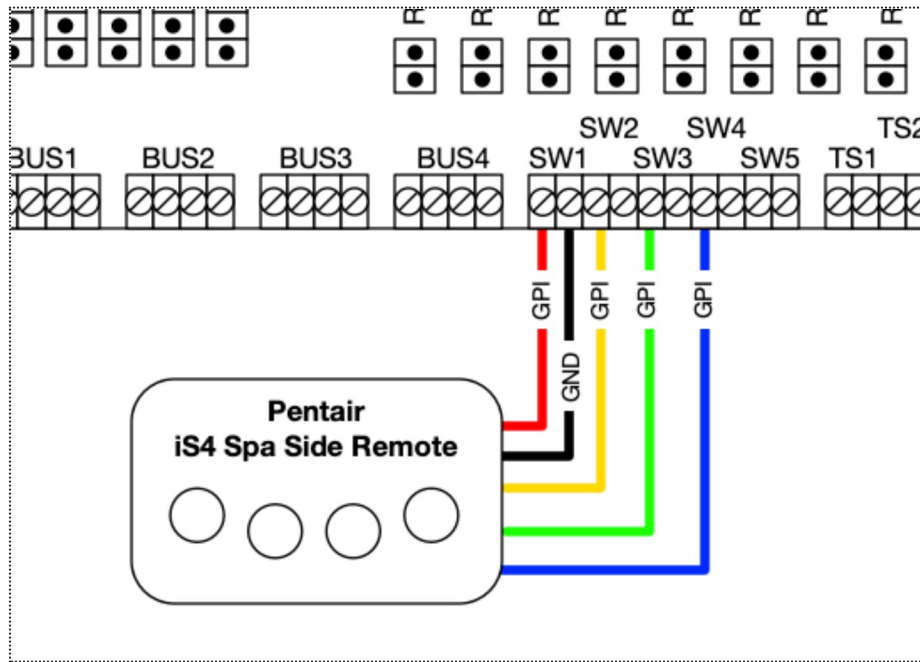 R R R R R R R R
SW2 SW4 TS2
BUS1 BUS2 BUS3 BUS4 SW1 SW3 SW5 TS1
GPI GPI GPI GPI
GND
Pentair
iS4 Spa Side Remote